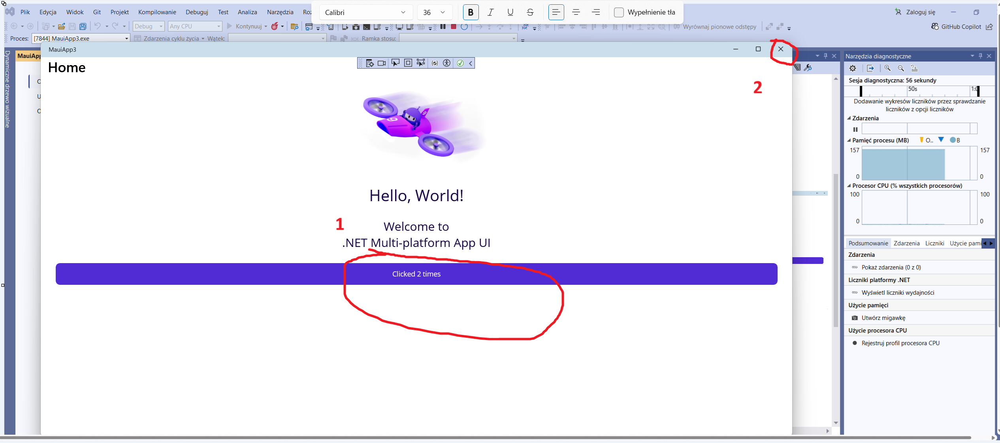 Plik Edycja Widok Git Projekt Kompilowanie Debuguj Test Analiza Narzędzia
Calibri 36 B I U S Wypełnienie tła
Zaloguj się
Debug Any CPU Kontynuuj
Wyrównaj pionowe odstępy
GitHub Copilot
Proces: [7844] MauiApp3.exe Zdarzenia cyklu życia Wątek: Ramka stosu:
Dynamiczne drzewo wizualne
MauiApp
MauiApp3
Home
9
9
Hello, World!
1
Welcome to
.NET Multi-platform App UI
Clicked 2 times
2
Narzędzia diagnostyczne
Sesja diagnostyczna: 56 sekundy
50s
Dodawanie wykresów liczników przez sprawdzanie
liczników z opcji liczników
Zdarzenia
Pamięć procesu (MB) O.. B
157 157
0 0
Procesor CPU (% wszystkich procesorów)
100 100
0 0
Podsumowanie Zdarzenia Liczniki Użycie pami
Zdarzenia
Pokaż zdarzenia (0 z 0)
Liczniki platformy .NET
Wyświetl liczniki wydajności
Użycie pamięci
Utwórz migawkę
Użycie procesora CPU
Rejestruj profil procesora CPU